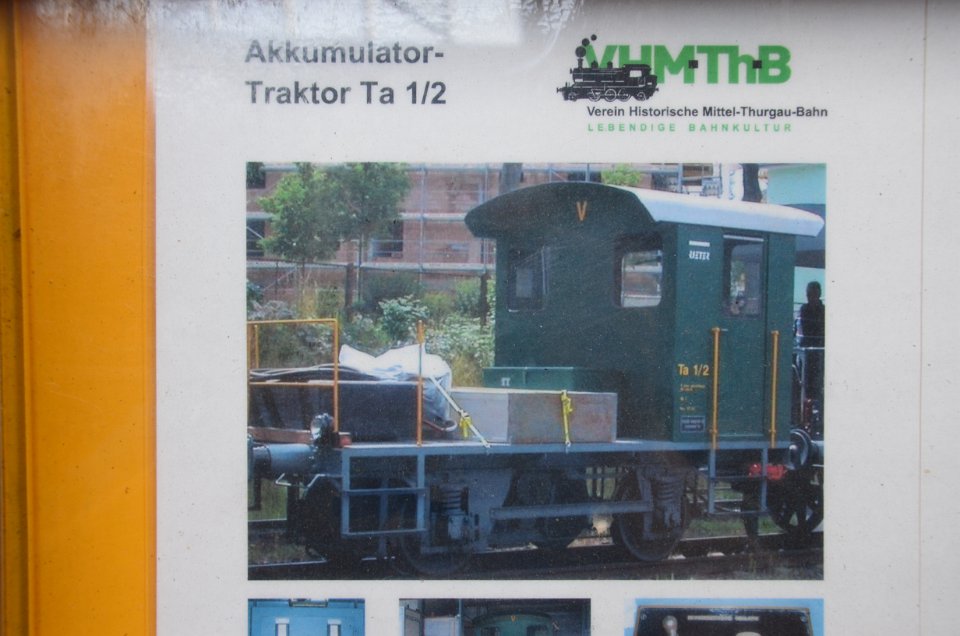 Akkumulator-
Traktor Ta 1/2
VHMThB
Verein Historische Mittel-Thurgau-Bahn
LEBENDIGE BAHNKULTUR
V
Ta 1/2